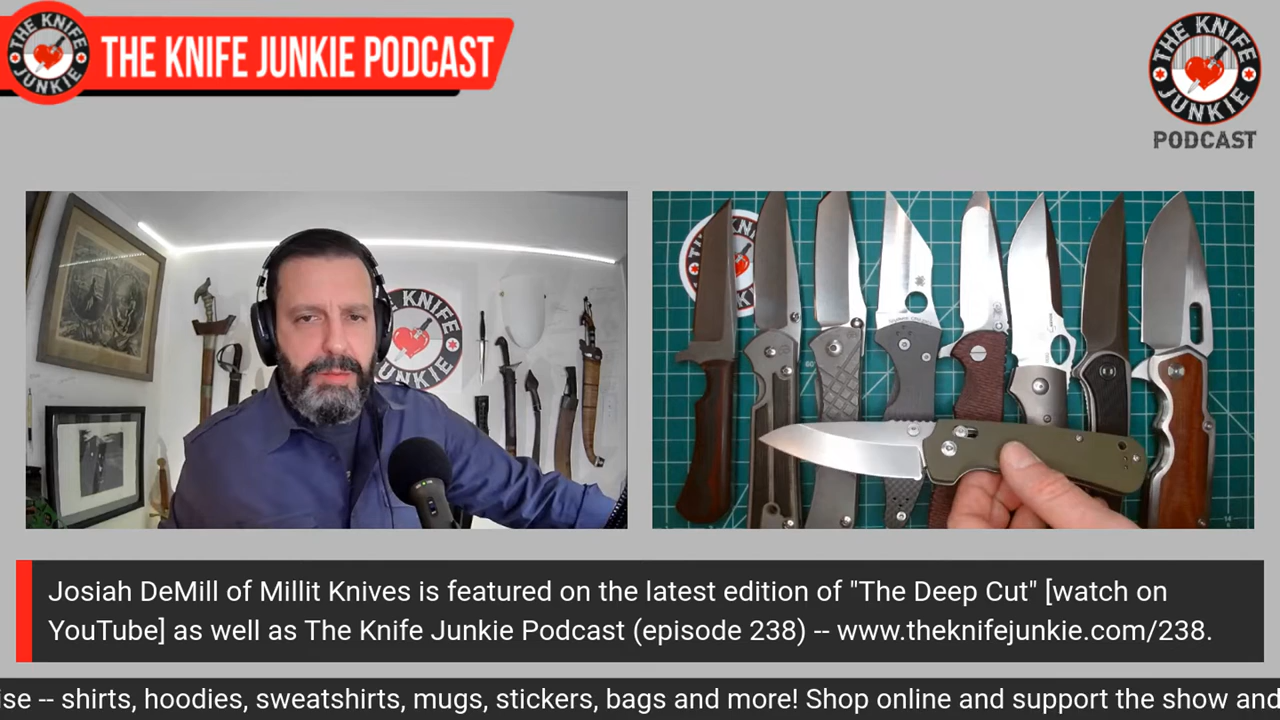 THE KNIFE JUNKIE
THE KNIFE JUNKIE PODCAST
THE KNIFE JUNKIE
PODCAST
KNIFE
Josiah DeMill of Millit Knives is featured on the latest edition of "The Deep Cut" [watch on
YouTube] as well as The Knife Junkie Podcast (episode 238) -- www.theknifejunkie.com/238.
-- shirts, hoodies, sweatshirts, mugs, stickers, bags and more! Shop online and support the show and